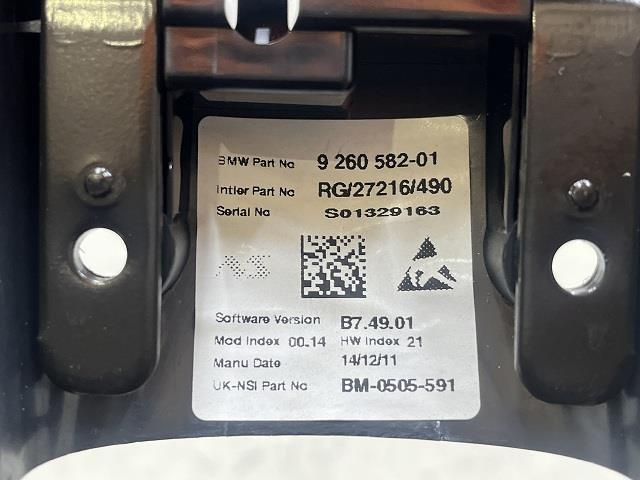 BMW Part No 9 260 582-01
Intier Part No RG/27216/490
Serial No S01329163
AS
Software Version B7.49.01
Mod Index 00.14 HW Index 21
Manu Date 14/12/11
UK-NSI Part No BM-0505-591